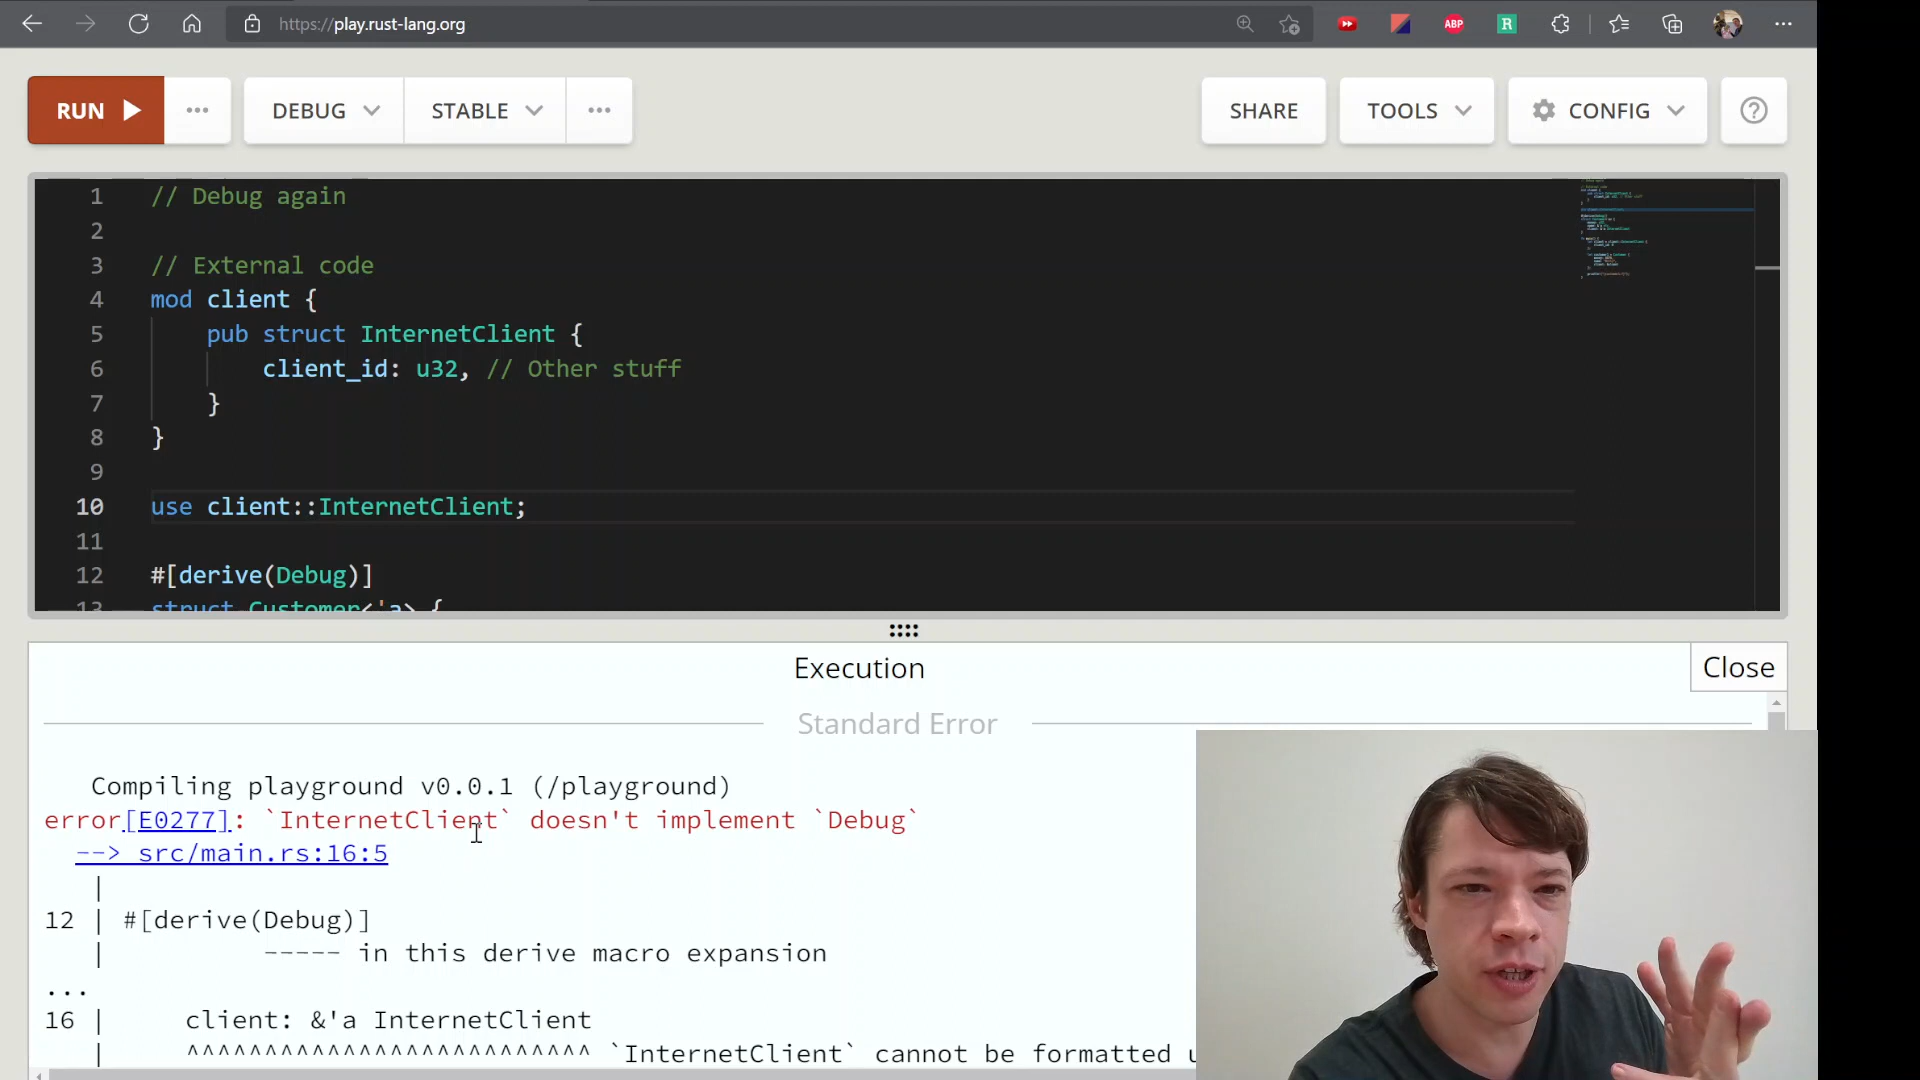 https://play.rust-lang.org
ABP
R
RUN
DEBUG
STABLE
SHARE
TOOLS
CONFIG
1 // Debug again
2
3 // External code
4 mod client {
5 pub struct InternetClient {
6 client_id: u32, // Other stuff
7 }
8 }
9
10 use client::InternetClient;
11
12 #[derive(Debug)]
13 struct Customer<'a> {
Execution
Close
Standard Error
Compiling playground v0.0.1 (/playground)
error[E0277]: `InternetClient` doesn't implement `Debug`
--> src/main.rs:16:5
|
12 | #[derive(Debug)]
| ----- in this derive macro expansion
...
16 | client: &'a InternetClient
| ^^^^^^^^^^^^^^^^^^^^^^^^^^ `InternetClient` cannot be formatted u